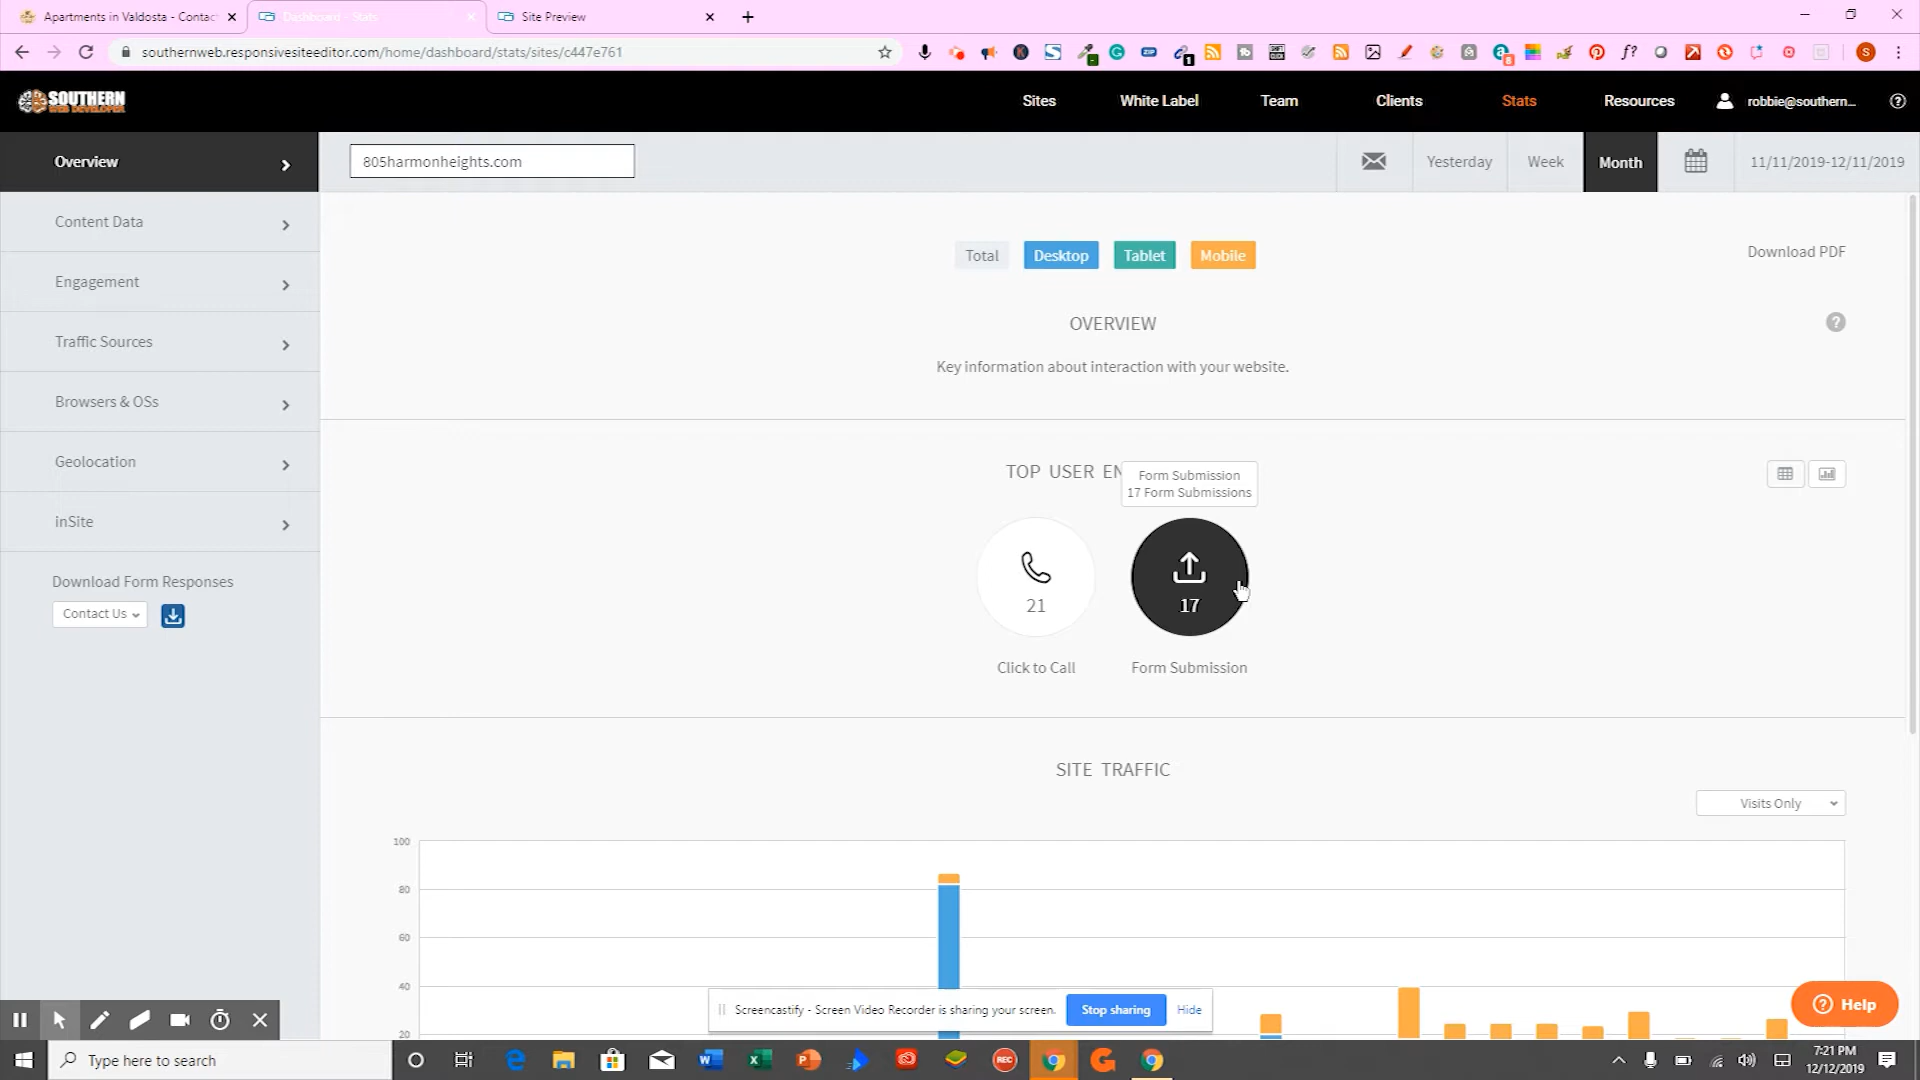 Apartments in Valdosta - Contac
Dashboard - Stats
Site Preview
southernweb.responsivesiteeditor.com/home/dashboard/stats/sites/c447e761
SOUTHERN
WEB DEVELOPER
Sites
White Label
Team
Clients
Stats
Resources
robbie@southern...
Overview
805harmonheights.com
Yesterday
Week
Month
11/11/2019-12/11/2019
Content Data
Engagement
Traffic Sources
Browsers & OSs
Geolocation
inSite
Download Form Responses
Contact Us
Total
Desktop
Tablet
Mobile
Download PDF
OVERVIEW
?
Key information about interaction with your website.
TOP USER EN
Form Submission
17 Form Submissions
21
17
Click to Call
Form Submission
SITE TRAFFIC
Visits Only
100
80
60
40
20
Screencastify - Screen Video Recorder is sharing your screen.
Stop sharing
Hide
Help
Type here to search
REC
7:21 PM
12/12/2019